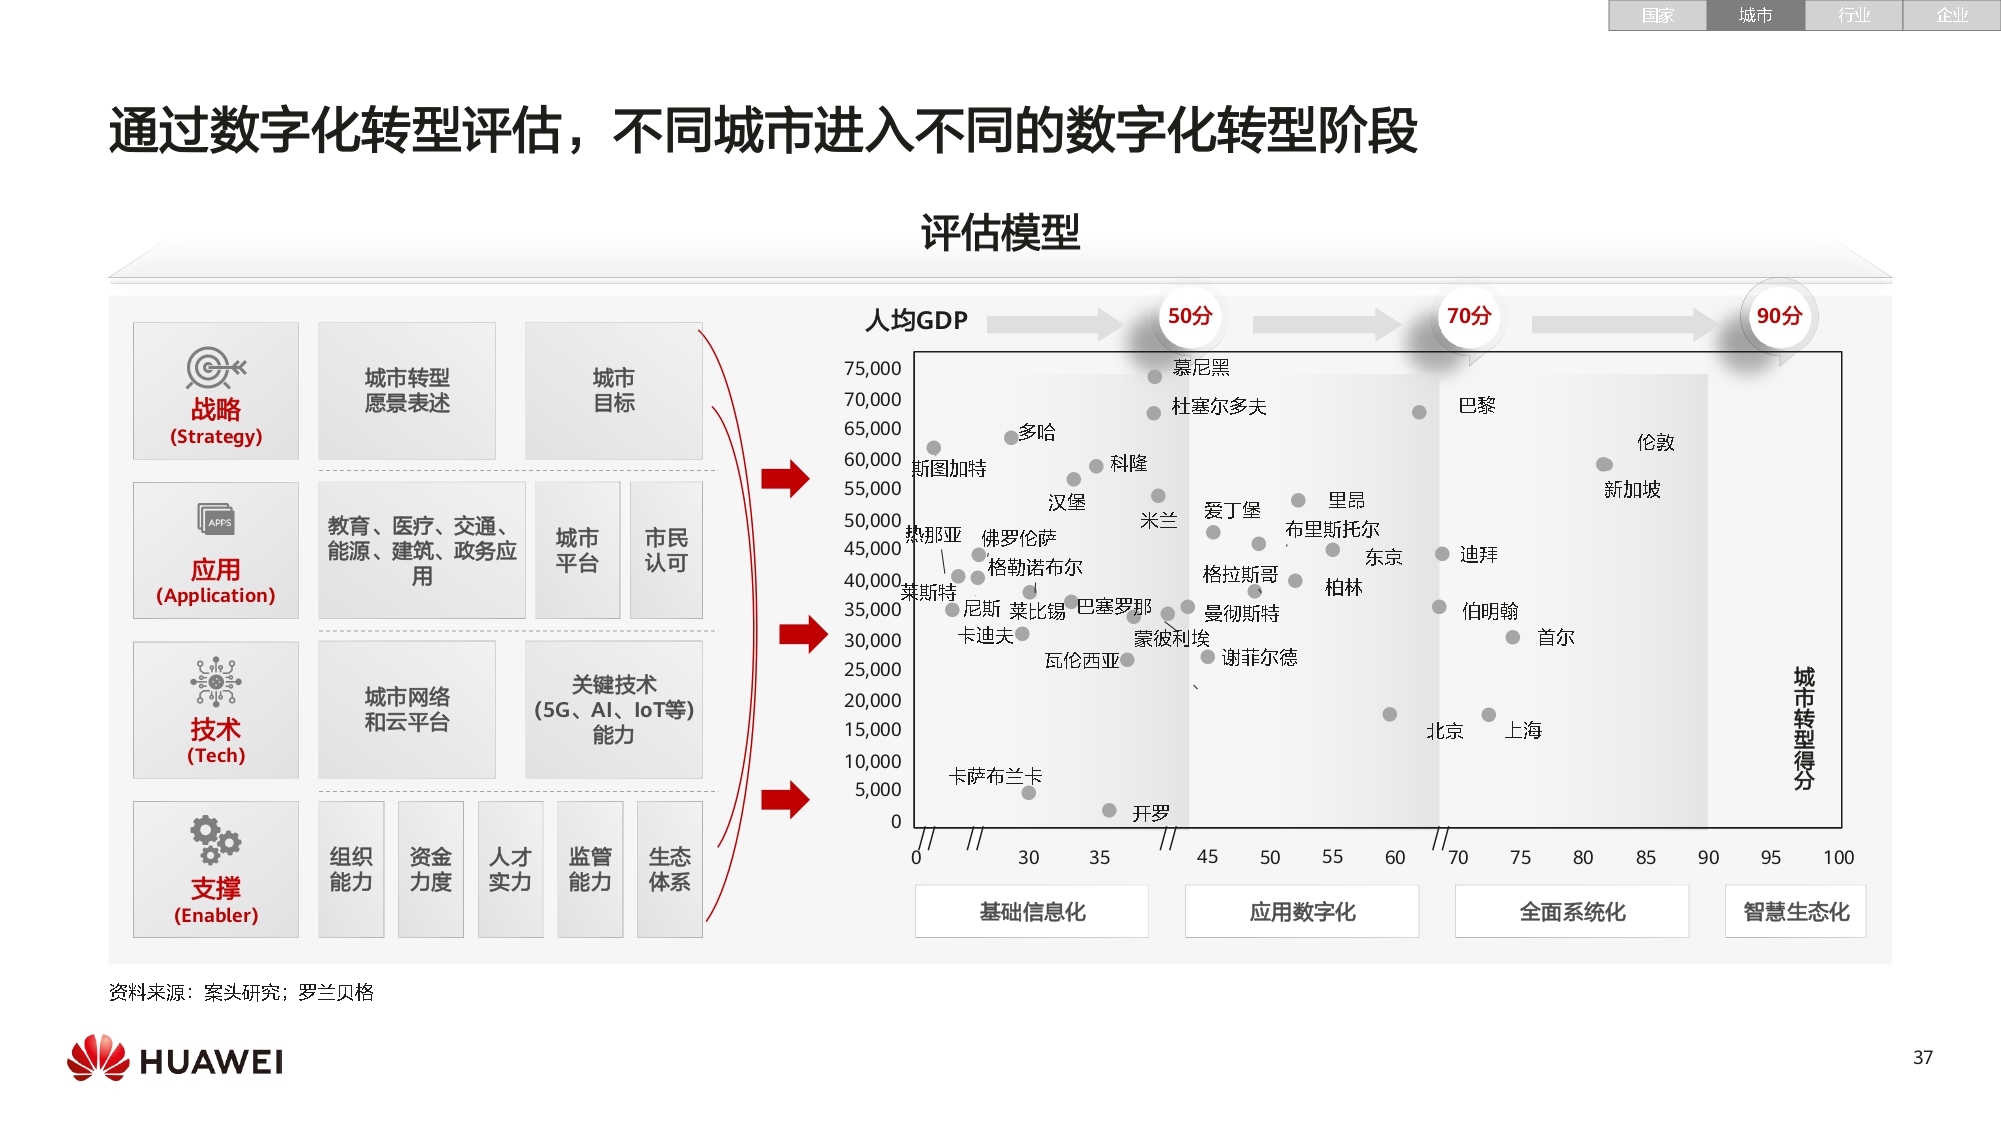 国家 城市 行业 企业
通过数字化转型评估，不同城市进入不同的数字化转型阶段
评估模型
战略
(Strategy)
城市转型
愿景表述
城市
目标
应用
(Application)
教育、医疗、交通、
能源、建筑、政务应
用
城市
平台
市民
认可
技术
(Tech)
城市网络
和云平台
关键技术
(5G、AI、IoT等)
能力
支撑
(Enabler)
组织
能力
资金
力度
人才
实力
监管
能力
生态
体系
APPS
人均GDP
50分
70分
90分
75,000
70,000
65,000
60,000
55,000
50,000
45,000
40,000
35,000
30,000
25,000
20,000
15,000
10,000
5,000
0
慕尼黑
杜塞尔多夫
巴黎
多哈
伦敦
斯图加特
科隆
新加坡
汉堡
米兰
爱丁堡
里昂
热那亚
佛罗伦萨
布里斯托尔
东京
迪拜
格勒诺布尔
格拉斯哥
柏林
莱斯特
尼斯
莱比锡
巴塞罗那
曼彻斯特
伯明翰
卡迪夫
蒙彼利埃
首尔
瓦伦西亚
谢菲尔德
北京
上海
卡萨布兰卡
开罗
城市转型得分
0 30 35 45 50 55 60 70 75 80 85 90 95 100
基础信息化
应用数字化
全面系统化
智慧生态化
资料来源：案头研究；罗兰贝格
HUAWEI
37